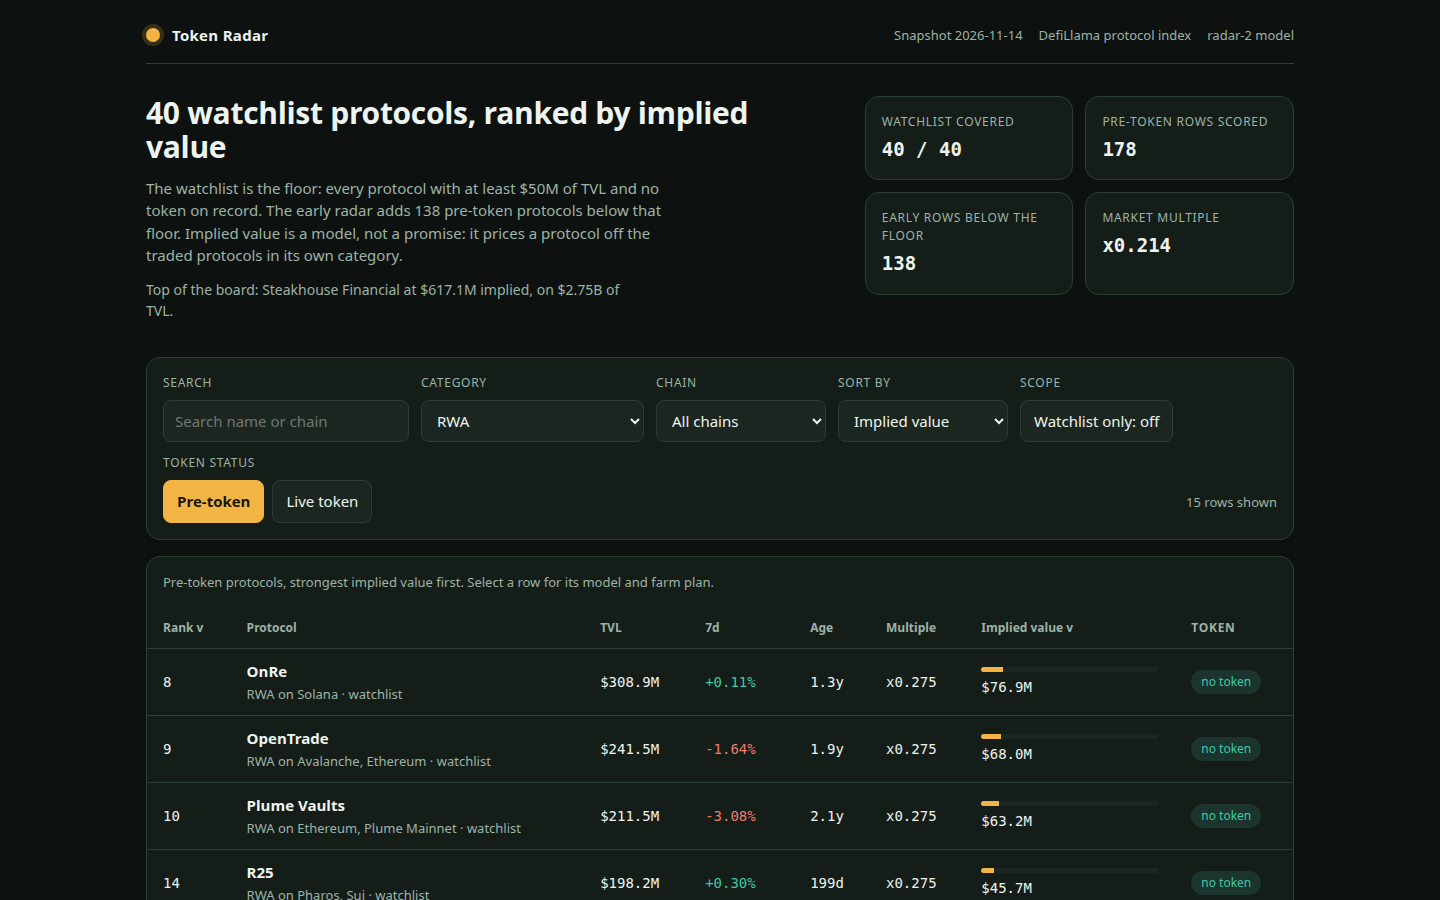 Token Radar
Snapshot 2026-11-14 DefiLlama protocol index radar-2 model
40 watchlist protocols, ranked by implied
value
The watchlist is the floor: every protocol with at least $50M of TVL and no
token on record. The early radar adds 138 pre-token protocols below that
floor. Implied value is a model, not a promise: it prices a protocol off the
traded protocols in its own category.
Top of the board: Steakhouse Financial at $617.1M implied, on $2.75B of
TVL.
WATCHLIST COVERED
40 / 40
PRE-TOKEN ROWS SCORED
178
EARLY ROWS BELOW THE
FLOOR
138
MARKET MULTIPLE
x0.214
SEARCH CATEGORY CHAIN SORT BY SCOPE
Search name or chain RWA All chains Implied value Watchlist only: off
TOKEN STATUS
Pre-token Live token 15 rows shown
Pre-token protocols, strongest implied value first. Select a row for its model and farm plan.
Rank v Protocol TVL 7d Age Multiple Implied value v TOKEN
8 OnRe $308.9M +0.11% 1.3y x0.275 $76.9M no token
RWA on Solana · watchlist
9 OpenTrade $241.5M -1.64% 1.9y x0.275 $68.0M no token
RWA on Avalanche, Ethereum · watchlist
10 Plume Vaults $211.5M -3.08% 2.1y x0.275 $63.2M no token
RWA on Ethereum, Plume Mainnet · watchlist
14 R25 $198.2M +0.30% 199d x0.275 $45.7M no token
RWA on Pharos, Sui · watchlist